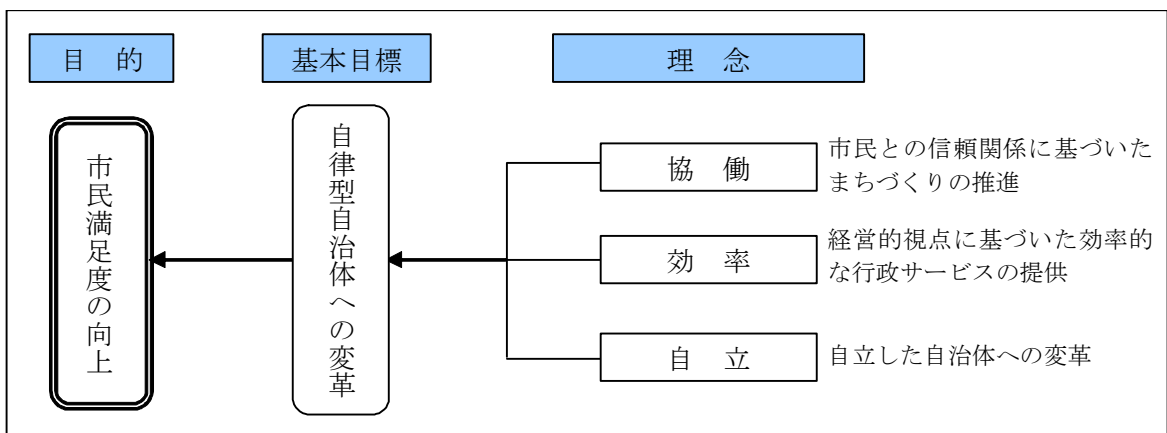 目 的
基本目標
理 念
市民満足度の向上
自律型自治体への変革
協 働
市民との信頼関係に基づいた
まちづくりの推進
効 率
経営的視点に基づいた効率的
な行政サービスの提供
自 立
自立した自治体への変革